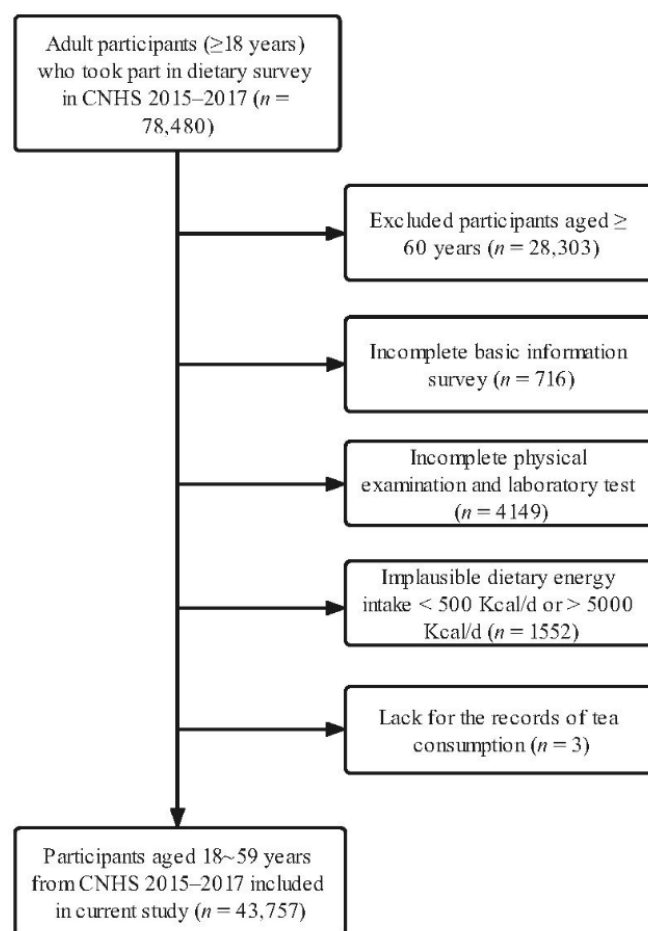 Adult participants (≥18 years)
who took part in dietary survey
in CNHS 2015–2017 (n =
78,480)
Excluded participants aged ≥
60 years (n = 28,303)
Incomplete basic information
survey (n = 716)
Incomplete physical
examination and laboratory test
(n = 4149)
Implausible dietary energy
intake < 500 Kcal/d or > 5000
Kcal/d (n = 1552)
Lack for the records of tea
consumption (n = 3)
Participants aged 18~59 years
from CNHS 2015–2017 included
in current study (n = 43,757)